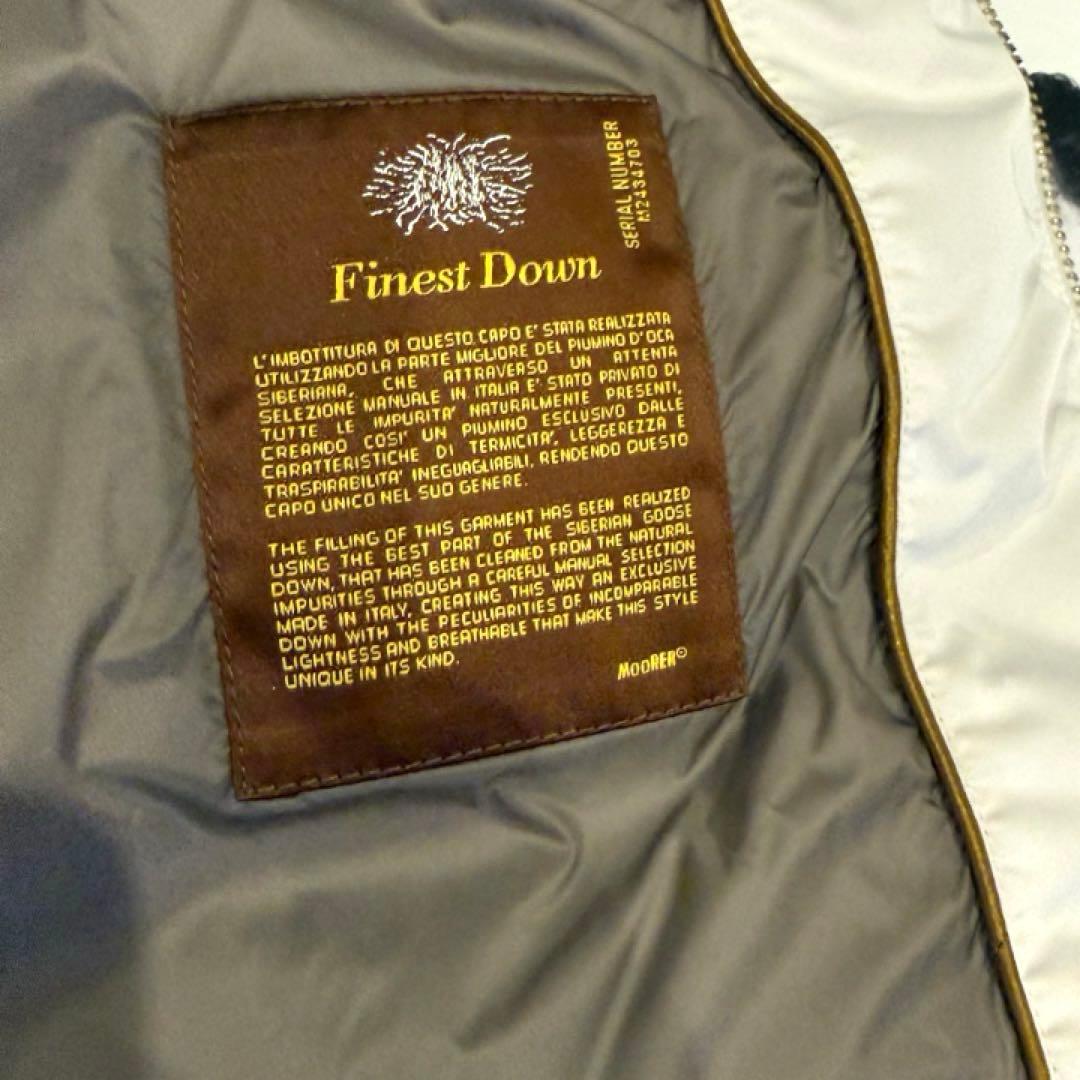 SERIAL NUMBER
M2434703
Finest Down
L'IMBOTTITURA DI QUESTO CAPO E' STATA REALIZZATA
UTILIZZANDO LA PARTE MIGLIORE DEL PIUMINO D'OCA
SIBERIANA, CHE ATTRAVERSO UN ATTENTA
SELEZIONE MANUALE IN ITALIA E' STATO PRIVATO DI
TUTTE LE IMPURITA' NATURALMENTE PRESENTI,
CREANDO COSI' UN PIUMINO ESCLUSIVO DALLE
CARATTERISTICHE DI TERMICITA', LEGGEREZZA E
TRASPIRABILITA' INEGUAGLIABILI, RENDENDO QUESTO
CAPO UNICO NEL SUO GENERE.
THE FILLING OF THIS GARMENT HAS BEEN REALIZED
USING THE BEST PART OF THE SIBERIAN GOOSE
DOWN, THAT HAS BEEN CLEANED FROM THE NATURAL
IMPURITIES THROUGH A CAREFUL MANUAL SELECTION
MADE IN ITALY, CREATING THIS WAY AN EXCLUSIVE
DOWN WITH THE PECULIARITIES OF INCOMPARABLE
LIGHTNESS AND BREATHABLE THAT MAKE THIS STYLE
UNIQUE IN ITS KIND.
MOORER©